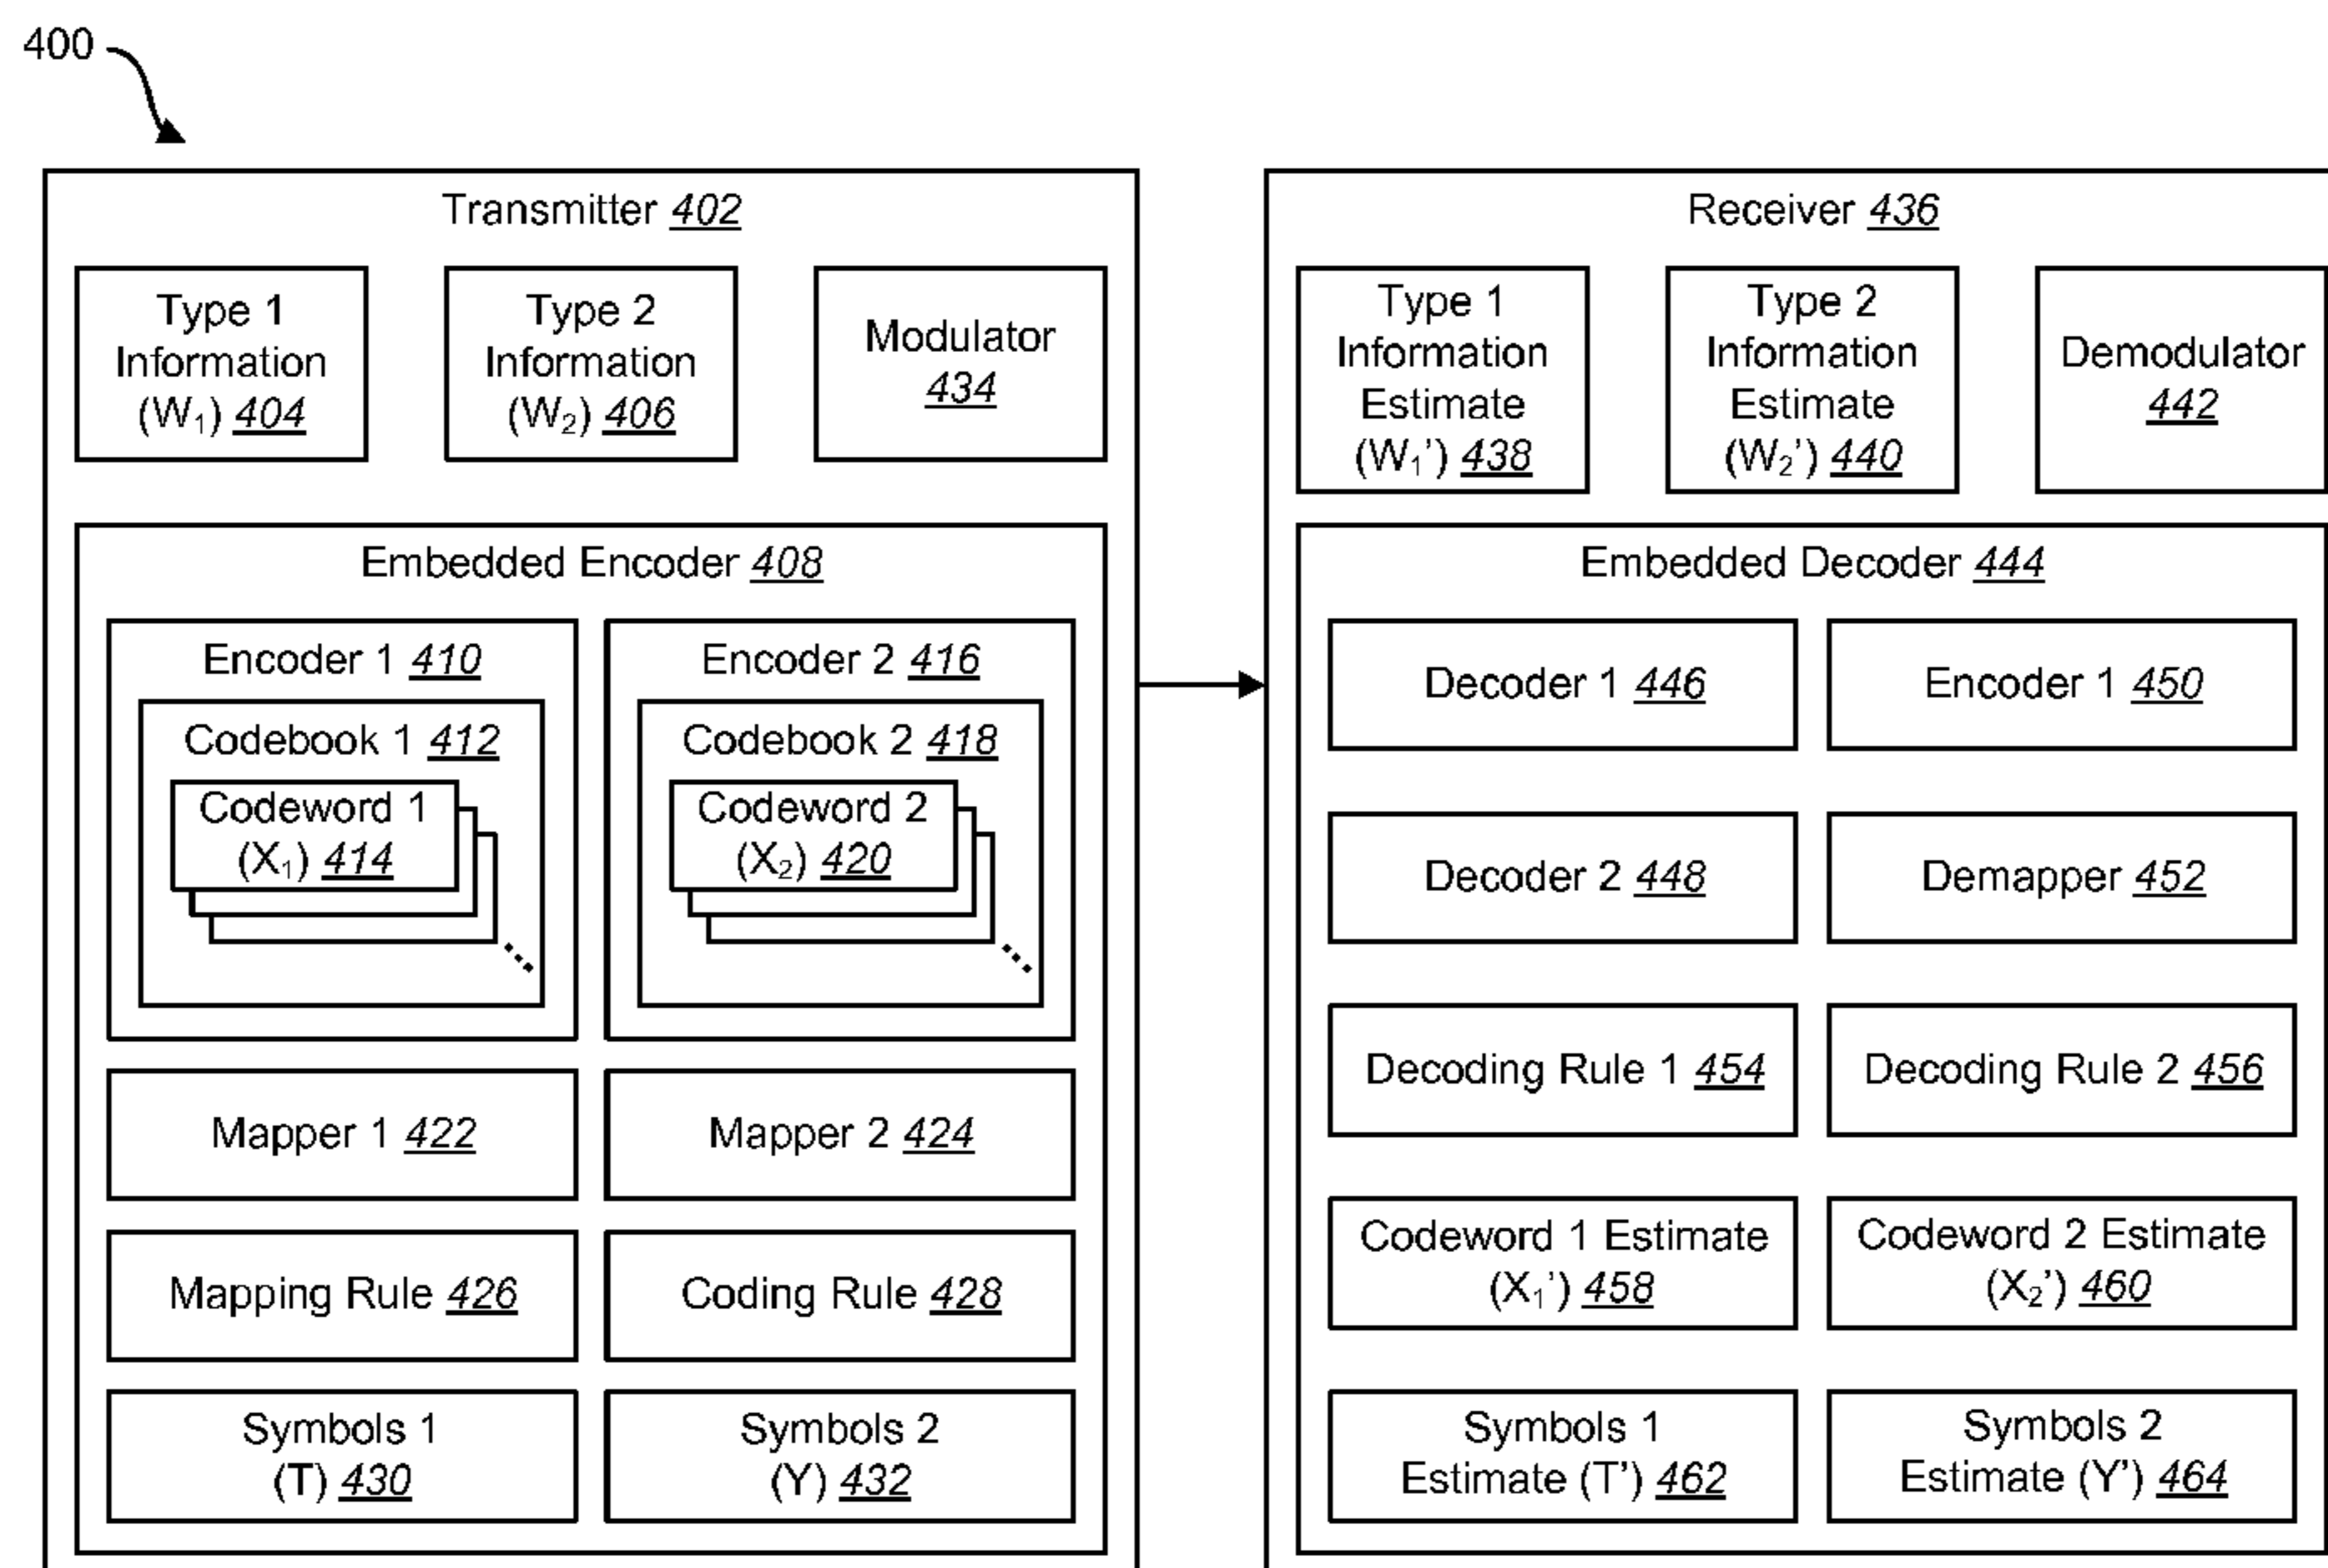 400
Transmitter 402
Type 1
Information
(W₁) 404
Type 2
Information
(W₂) 406
Modulator
434
Embedded Encoder 408
Encoder 1 410
Codebook 1 412
Codeword 1
(X₁) 414
Encoder 2 416
Codebook 2 418
Codeword 2
(X₂) 420
Mapper 1 422
Mapper 2 424
Mapping Rule 426
Coding Rule 428
Symbols 1
(T) 430
Symbols 2
(Y) 432
Receiver 436
Type 1
Information
Estimate
(W₁’) 438
Type 2
Information
Estimate
(W₂’) 440
Demodulator
442
Embedded Decoder 444
Decoder 1 446
Encoder 1 450
Decoder 2 448
Demapper 452
Decoding Rule 1 454
Decoding Rule 2 456
Codeword 1 Estimate
(X₁’) 458
Codeword 2 Estimate
(X₂’) 460
Symbols 1
Estimate (T’) 462
Symbols 2
Estimate (Y’) 464